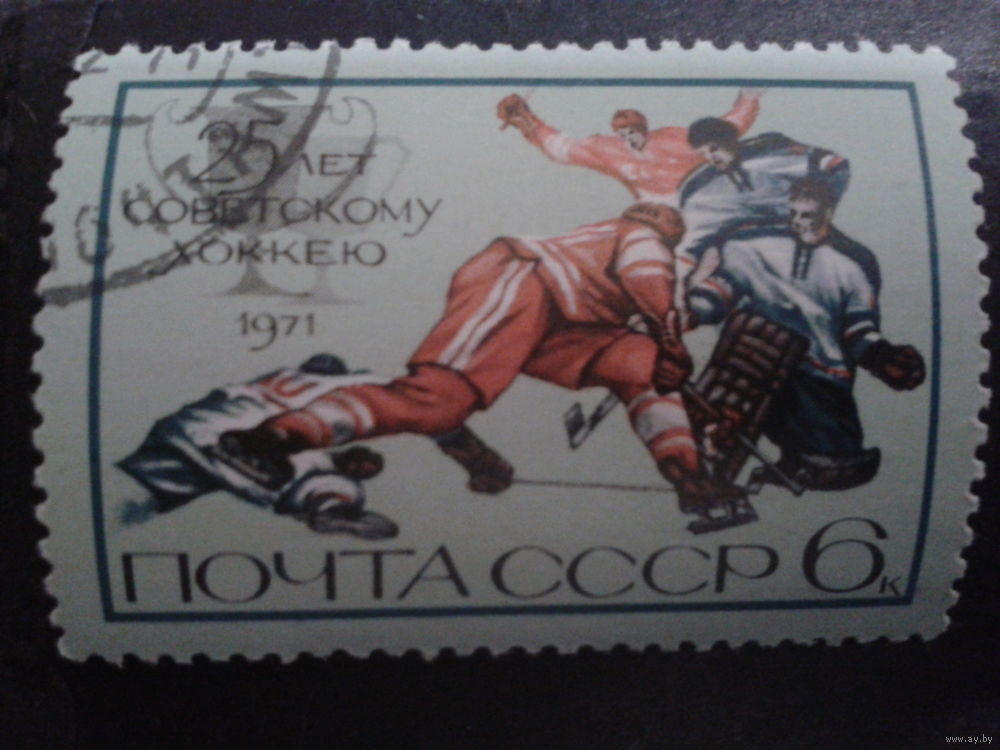 25 ЛЕТ
СОВЕТСКОМУ
ХОККЕЮ
1971
ПОЧТА СССР 6к
www.ay.by